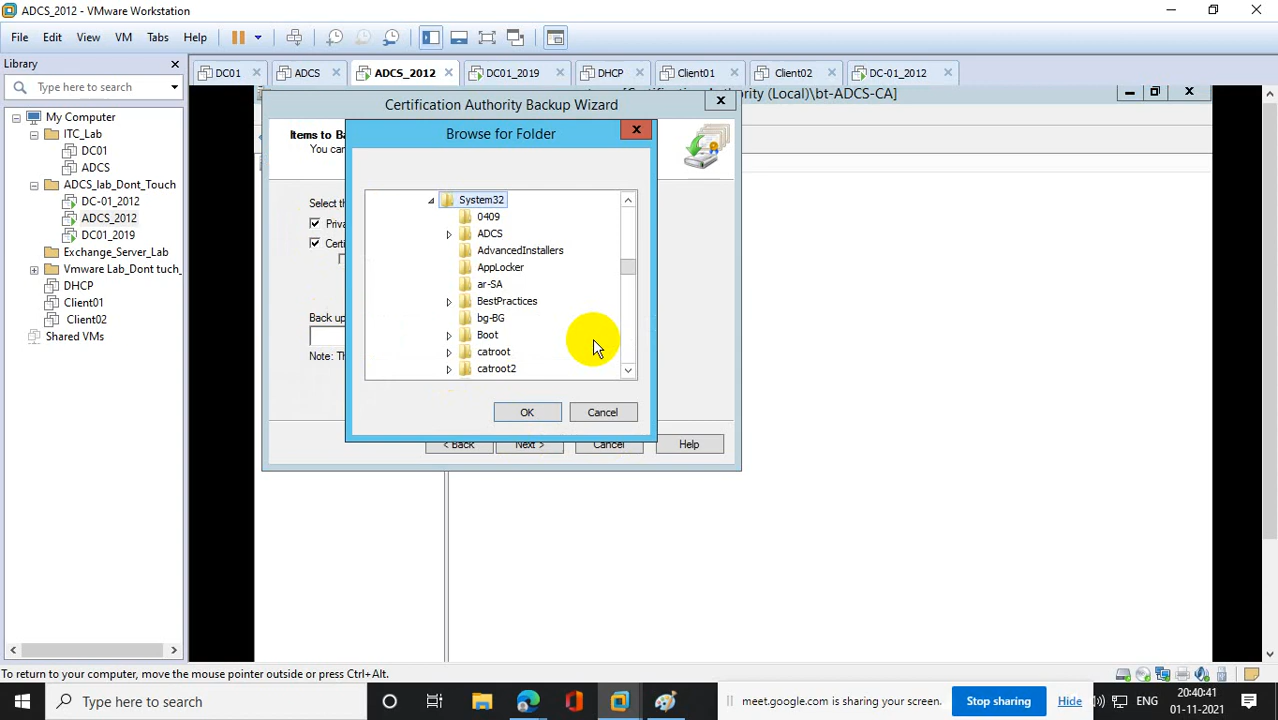 ADCS_2012 - VMware Workstation
File Edit View VM Tabs Help
Library
Type here to search
DC01 ADCS ADCS_2012 DC01_2019 DHCP Client01 Client02 DC-01_2012
My Computer
ITC_Lab
DC01
ADCS
ADCS_lab_Dont_Touch
DC-01_2012
ADCS_2012
DC01_2019
Exchange_Server_Lab
Vmware Lab_Dont tuch_
DHCP
Client01
Client02
Shared VMs
Authority (Local)\bt-ADCS-CA]
Certification Authority Backup Wizard
Items to Ba
You can
Select the
Priva
Certi
Back up
Note: Th
< Back Next > Cancel Help
Browse for Folder
System32
0409
ADCS
AdvancedInstallers
AppLocker
ar-SA
BestPractices
bg-BG
Boot
catroot
catroot2
OK Cancel
To return to your computer, move the mouse pointer outside or press Ctrl+Alt.
Type here to search
meet.google.com is sharing your screen. Stop sharing Hide
ENG
20:40:41
01-11-2021